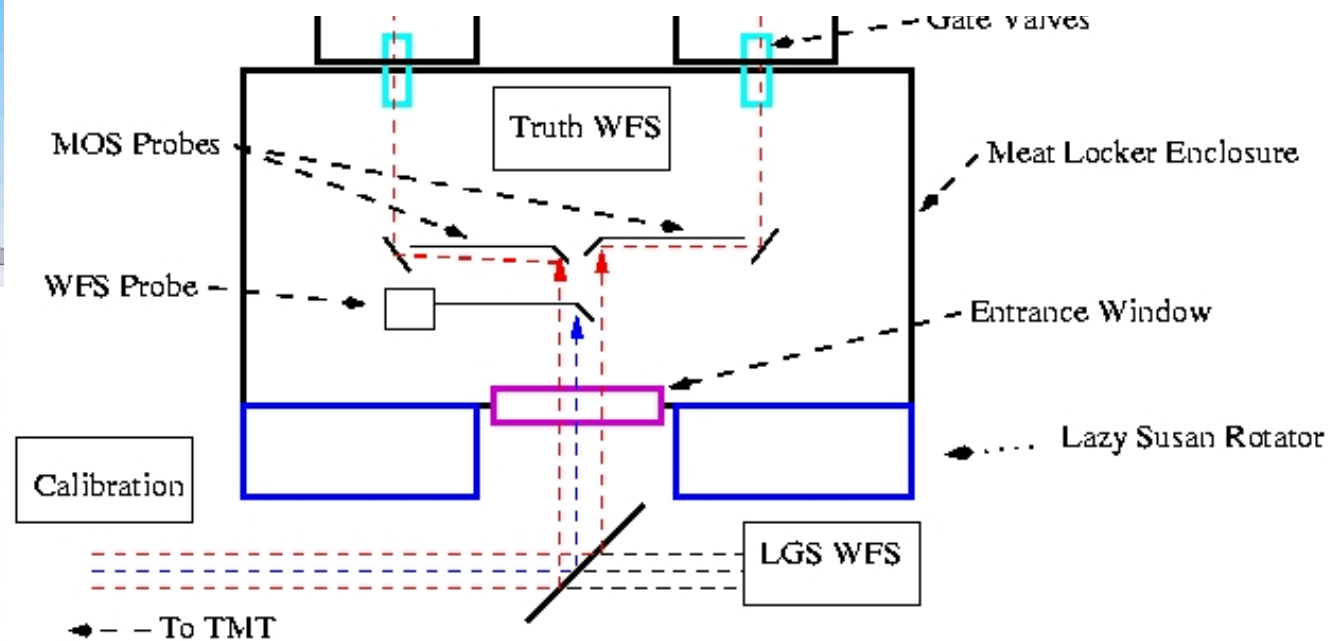 Gate Valves
Truth WFS
MOS Probes
Meat Locker Enclosure
WFS Probe
Entrance Window
Lazy Susan Rotator
Calibration
LGS WFS
To TMT